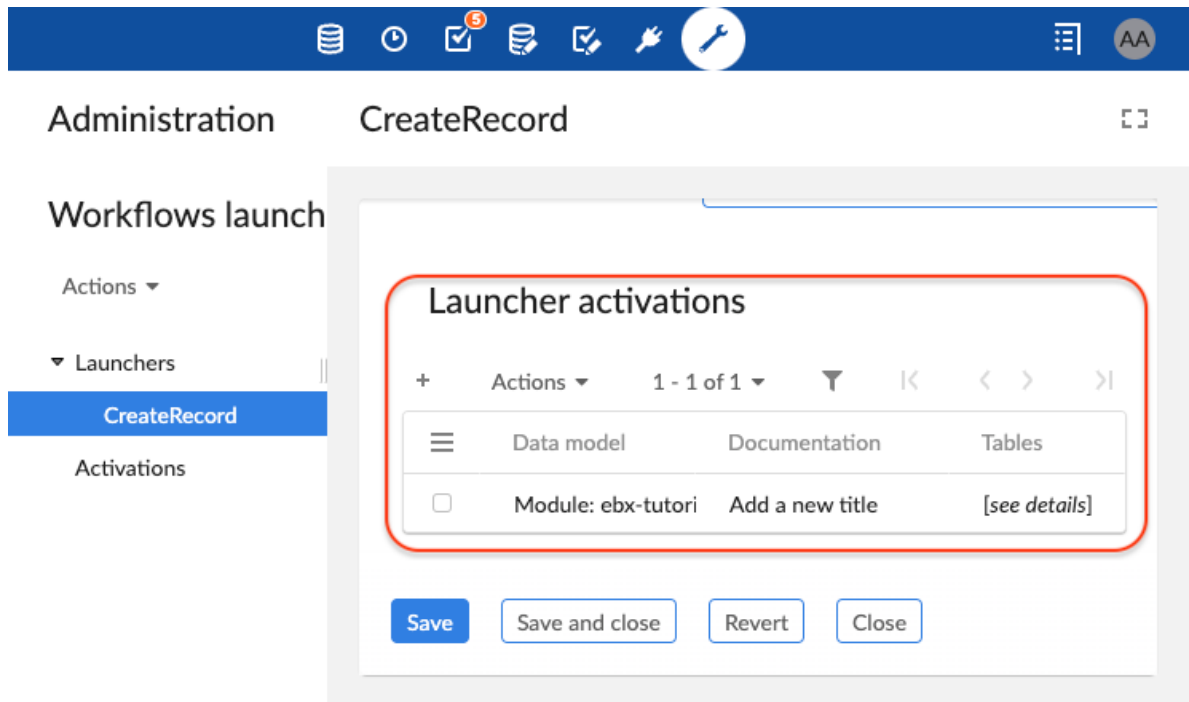 5
AA
Administration
CreateRecord
Workflows launch
Actions
Launchers
CreateRecord
Activations
Launcher activations
+ Actions 1 - 1 of 1
Data model Documentation Tables
Module: ebx-tutori Add a new title [see details]
Save Save and close Revert Close